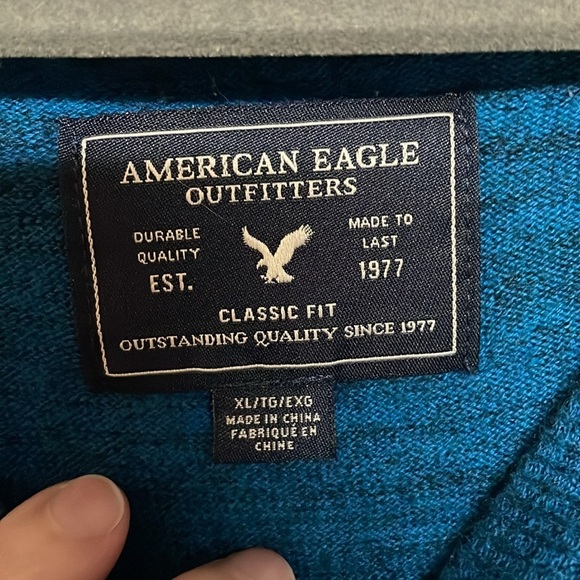 AMERICAN EAGLE
OUTFITTERS
DURABLE
QUALITY
EST.
MADE TO
LAST
1977
CLASSIC FIT
OUTSTANDING QUALITY SINCE 1977
XL/TG/EXG
MADE IN CHINA
FABRIQUÉ EN
CHINE